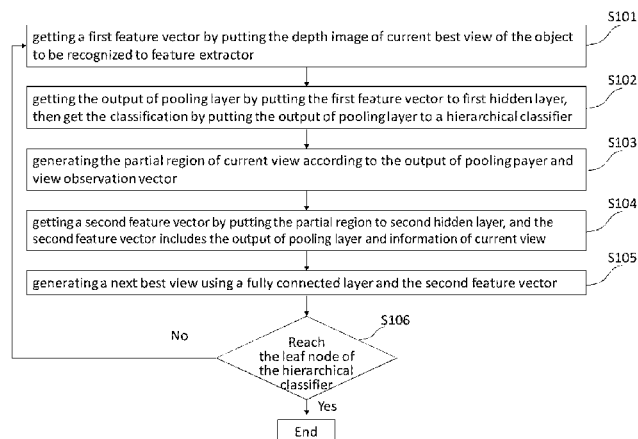 S101
getting a first feature vector by putting the depth image of current best view of the object
to be recognized to feature extractor
S102
getting the output of pooling layer by putting the first feature vector to first hidden layer,
then get the classification by putting the output of pooling layer to a hierarchical classifier
S103
generating the partial region of current view according to the output of pooling payer and
view observation vector
S104
getting a second feature vector by putting the partial region to second hidden layer, and the
second feature vector includes the output of pooling layer and information of current view
S105
generating a next best view using a fully connected layer and the second feature vector
S106
No
Reach
the leaf node of
the hierarchical
classifier
Yes
End